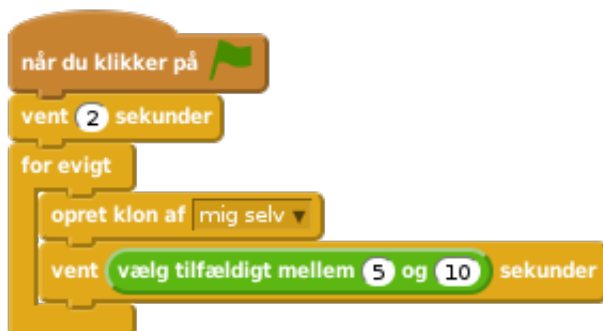 når du klikker på
vent 2 sekunder
for evigt
opret klon af mig selv
vent vælg tilfældigt mellem 5 og 10 sekunder